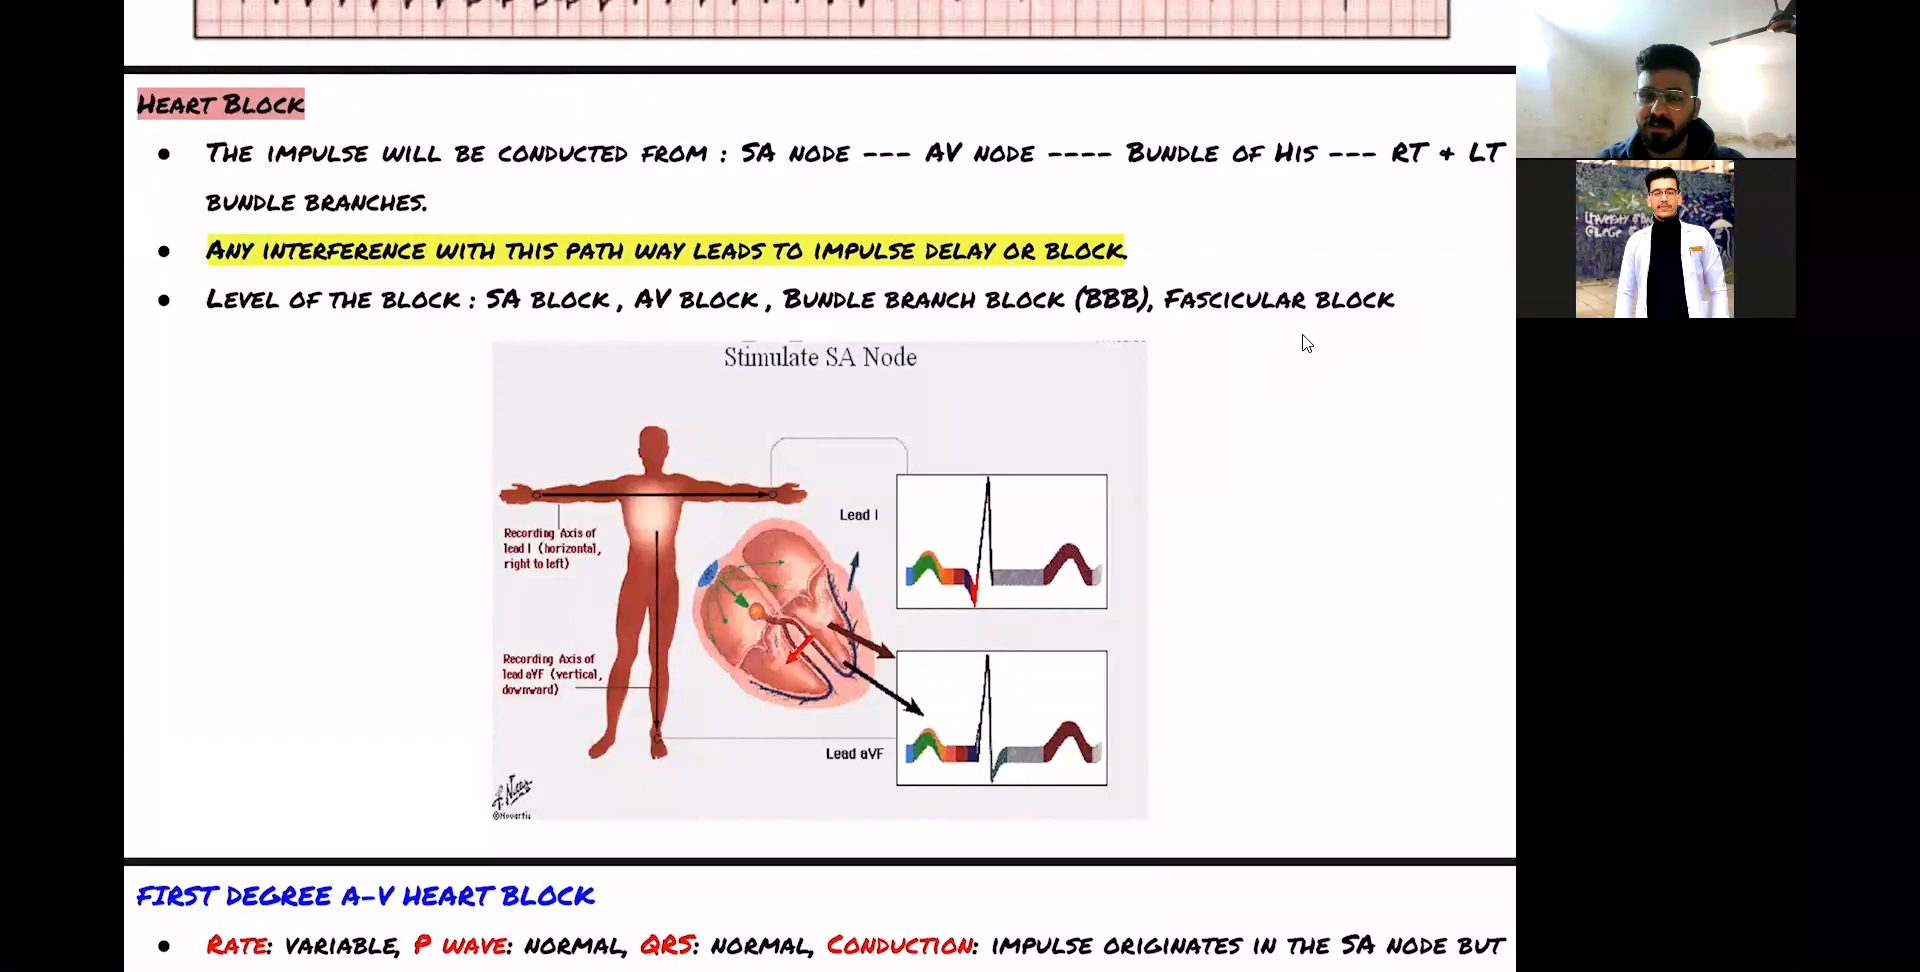 HEART BLOCK
● THE IMPULSE WILL BE CONDUCTED FROM : SA NODE --- AV NODE ---- BUNDLE OF HIS --- RT + LT
BUNDLE BRANCHES.
● ANY INTERFERENCE WITH THIS PATH WAY LEADS TO IMPULSE DELAY OR BLOCK.
● LEVEL OF THE BLOCK : SA BLOCK , AV BLOCK , BUNDLE BRANCH BLOCK (BBB), FASCICULAR BLOCK
Stimulate SA Node
Lead I
Recording Axis of
lead I (horizontal,
right to left)
Recording Axis of
lead aVF (vertical,
downward)
Lead aVF
©Novartis
FIRST DEGREE A-V HEART BLOCK
● RATE: VARIABLE, P WAVE: NORMAL, QRS: NORMAL, CONDUCTION: IMPULSE ORIGINATES IN THE SA NODE BUT